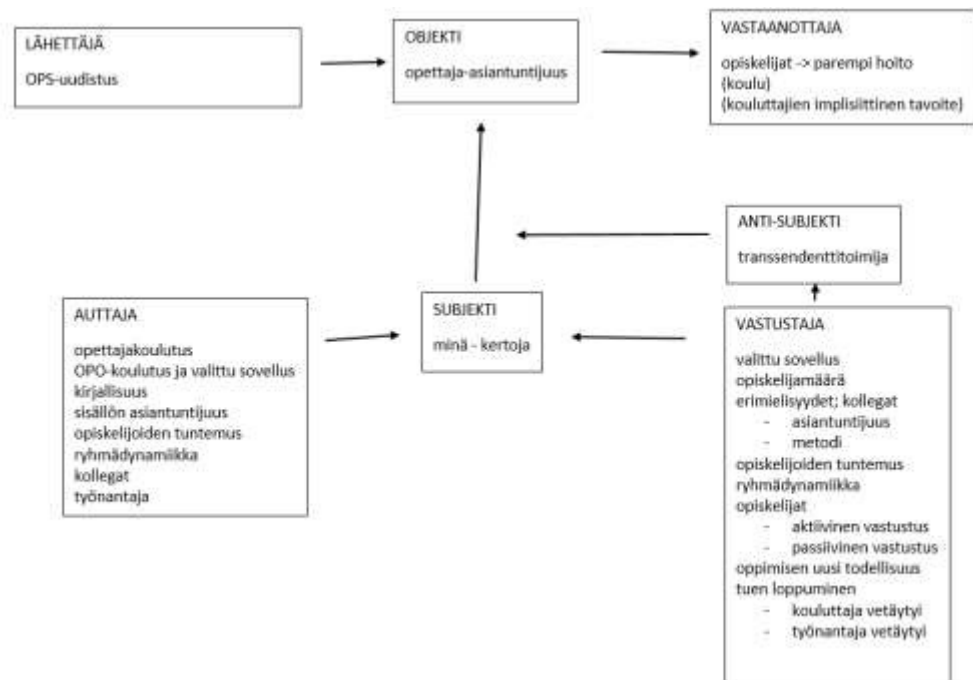 LÄHETTÄJÄ
OPS-uudistus
OBJEKTI
opettaja-asiantuntijuus
VASTAANOTTAJA
opiskelijat -> parempi hoito
(koulu)
(kouluttajien implisiittinen tavoite)
ANTI-SUBJEKTI
transsendenttitoimija
AUTTAJA
opettajakoulutus
OPO-koulutus ja valittu sovellus
kirjallisuus
sisällön asiantuntijuus
opiskelijoiden tuntemus
ryhmädynamiikka
kollegat
työnantaja
SUBJEKTI
minä - kertoja
VASTUSTAJA
valittu sovellus
opiskelijamäärä
erimielisyydet; kollegat
- asiantuntijuus
- metodi
opiskelijoiden tuntemus
ryhmädynamiikka
opiskelijat
- aktiivinen vastustus
- passiivinen vastustus
oppimisen uusi todellisuus
tuen loppuminen
- kouluttaja vetäytyi
- työnantaja vetäytyi